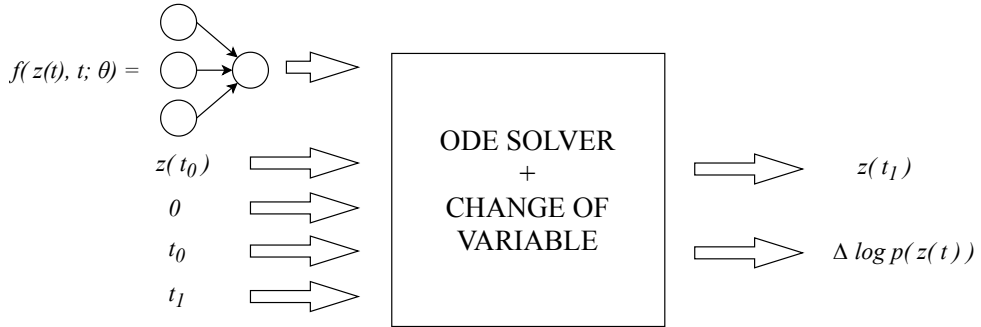 f( z(t), t; θ) =
z( t₀ )
0
t₀
t₁
ODE SOLVER
+
CHANGE OF
VARIABLE
z( t₁ )
Δ log p( z( t ) )